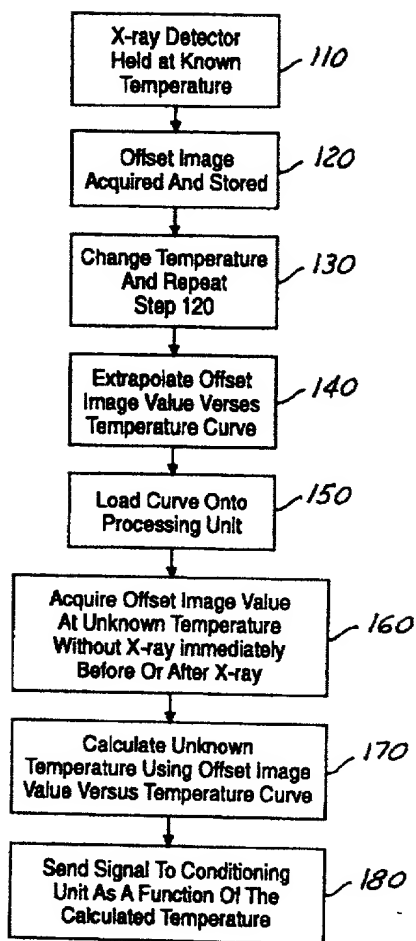 X-ray Detector
Held at Known
Temperature
110
Offset Image
Acquired And Stored
120
Change Temperature
And Repeat
Step 120
130
Extrapolate Offset
Image Value Verses
Temperature Curve
140
Load Curve Onto
Processing Unit
150
Acquire Offset Image Value
At Unknown Temperature
Without X-ray immediately
Before Or After X-ray
160
Calculate Unknown
Temperature Using Offset Image
Value Versus Temperature Curve
170
Send Signal To Conditioning
Unit As A Function Of The
Calculated Temperature
180